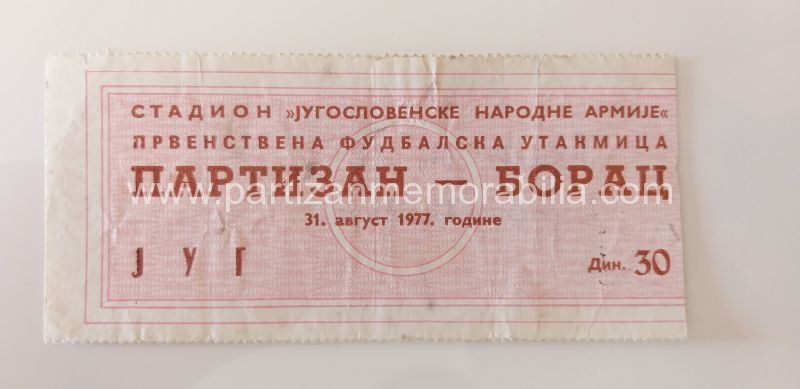 СТАДИОН »ЈУГОСЛОВЕНСКЕ НАРОДНЕ АРМИЈЕ«
ПРВЕНСТВЕНА ФУДБАЛСКА УТАКМИЦА
ПАРТИЗАН — БОРАЦ
www.partizanmemorabilia.com
31. август 1977. године
ЈУГ
Дин. 30